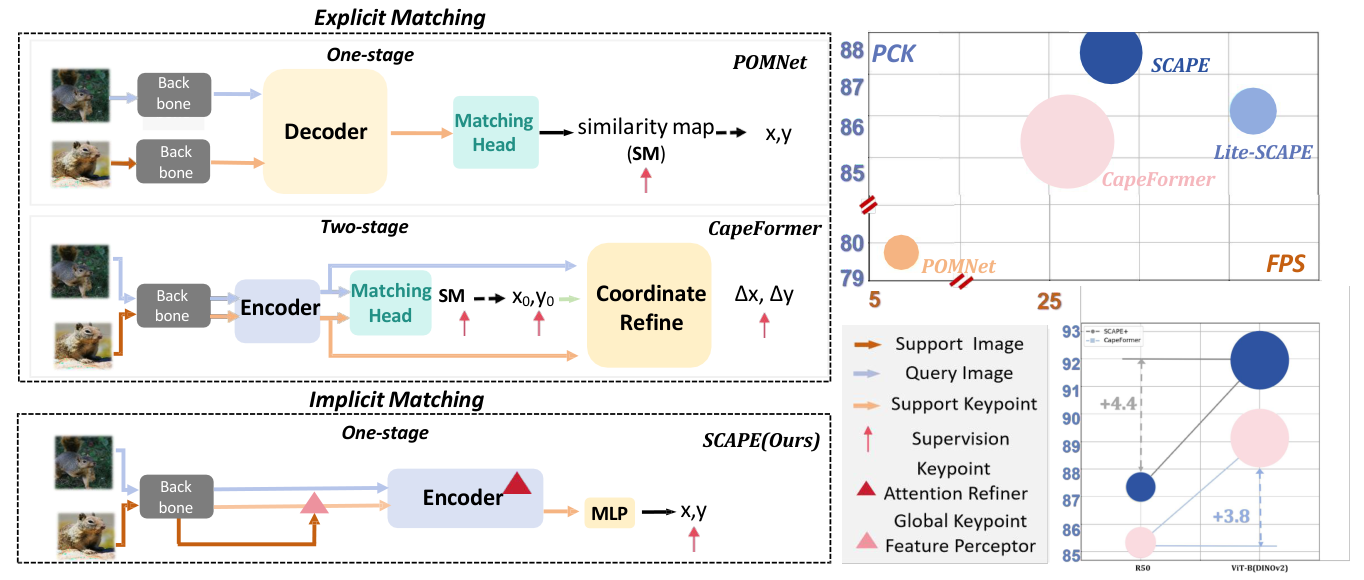 Explicit Matching
One-stage
POMNet
Back
bone
Back
bone
Decoder
Matching
Head
similarity map
(SM)
x,y
Two-stage
CapeFormer
Back
bone
Encoder
Matching
Head
SM
x₀,y₀
Coordinate
Refine
Δx, Δy
Implicit Matching
One-stage
SCAPE(Ours)
Back
bone
Encoder
MLP
x,y
88
87
86
85
80
79
PCK
SCAPE
Lite-SCAPE
CapeFormer
POMNet
FPS
5
25
Support Image
Query Image
Support Keypoint
Supervision
Keypoint
Attention Refiner
Global Keypoint
Feature Perceptor
93
92
91
90
89
88
87
86
85
SCAPE+
CapeFormer
+4.4
+3.8
R50
ViT-B(DINOv2)